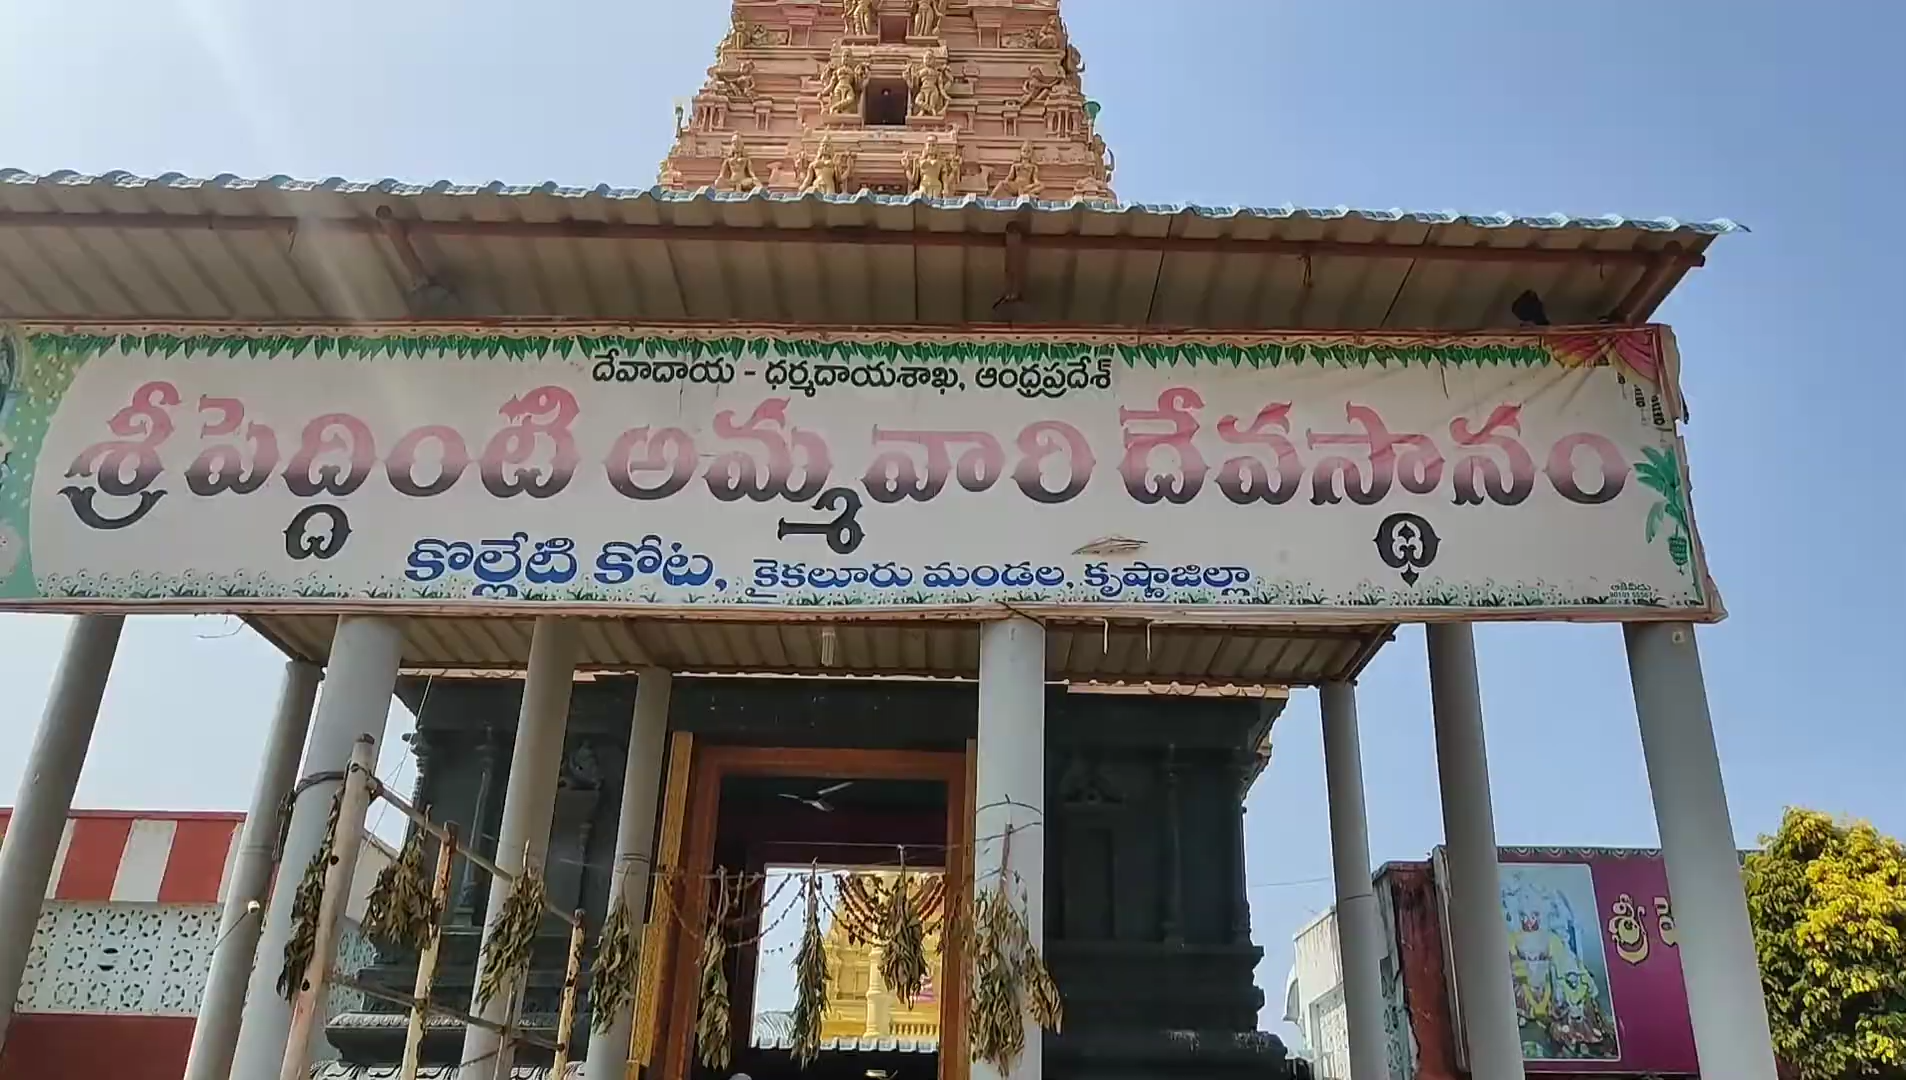 దేవాదాయ - ధర్మదాయశాఖ, ఆంధ్రప్రదేశ్
శ్రీ పెద్దింటి అమ్మవారి దేవస్థానం
కొల్లేటి కోట, కైకలూరు మండల, కృష్ణాజిల్లా
శ్రీ పె